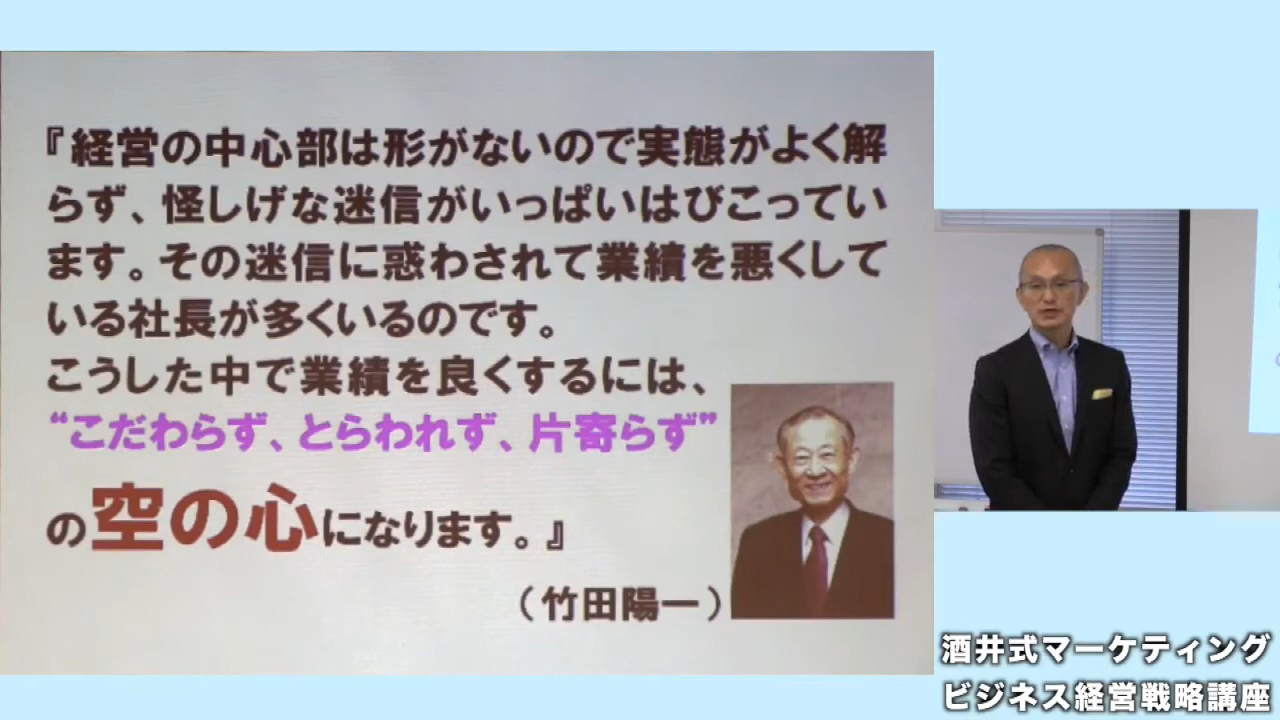 『経営の中心部は形がないので実態がよく解
らず、怪しげな迷信がいっぱいはびこってい
ます。その迷信に惑わされて業績を悪くして
いる社長が多くいるのです。
こうした中で業績を良くするには、
“こだわらず、とらわれず、片寄らず”
の空の心になります。』
（竹田陽一）
酒井式マーケティング
ビジネス経営戦略講座